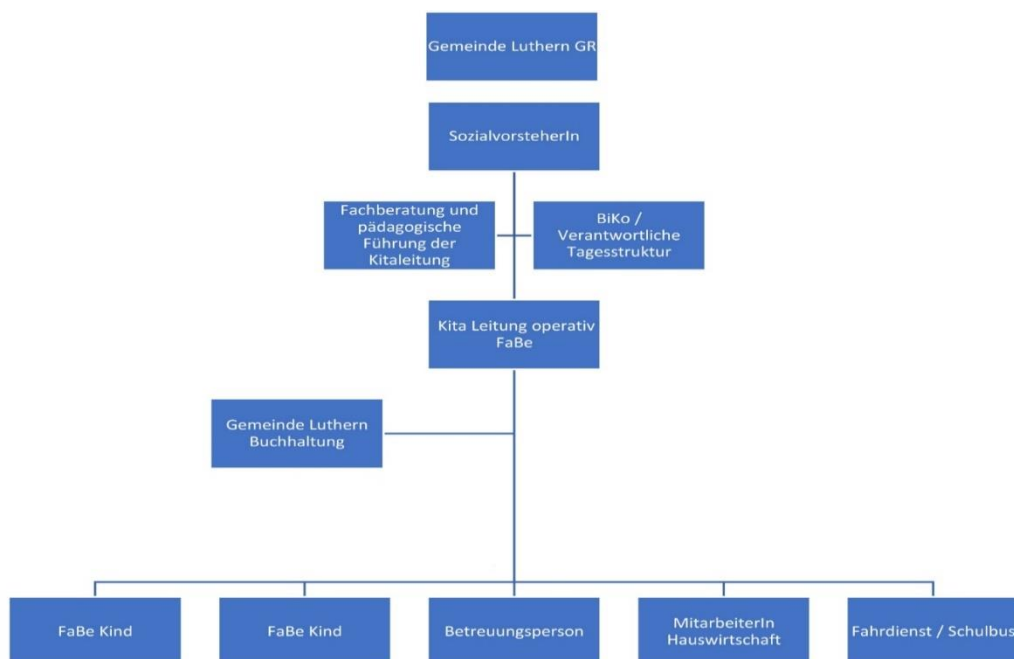 Gemeinde Luthern GR
SozialvorsteherIn
Fachberatung und
pädagogische
Führung der
Kitaleitung
BiKo /
Verantwortliche
Tagesstruktur
Kita Leitung operativ
FaBe
Gemeinde Luthern
Buchhaltung
FaBe Kind
FaBe Kind
Betreuungsperson
MitarbeiterIn
Hauswirtschaft
Fahrdienst / Schulbus